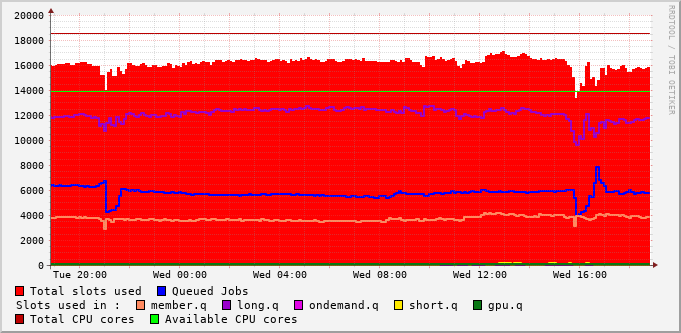 20000
18000
16000
14000
12000
10000
8000
6000
4000
2000
0
Tue 20:00 Wed 00:00 Wed 04:00 Wed 08:00 Wed 12:00 Wed 16:00
Total slots used Queued Jobs
Slots used in : member.q long.q ondemand.q short.q gpu.q
Total CPU cores Available CPU cores
RRDTOOL / TOBI OETIKER